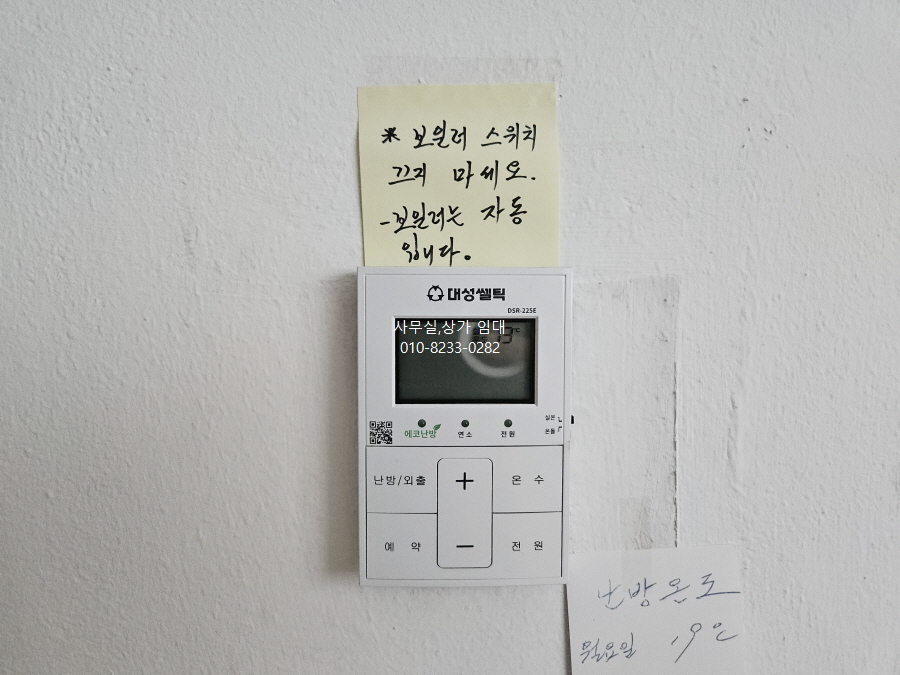 ※ 보일러 스위치
끄지 마세요.
-보일러는 자동
대성쎌틱
DSR-225E
사무실,상가 임대
010-8233-0282
실온
온돌
에코난방
연소
전원
난방/외출
+
온 수
예 약
-
전 원
난방온도
월요일 19℃